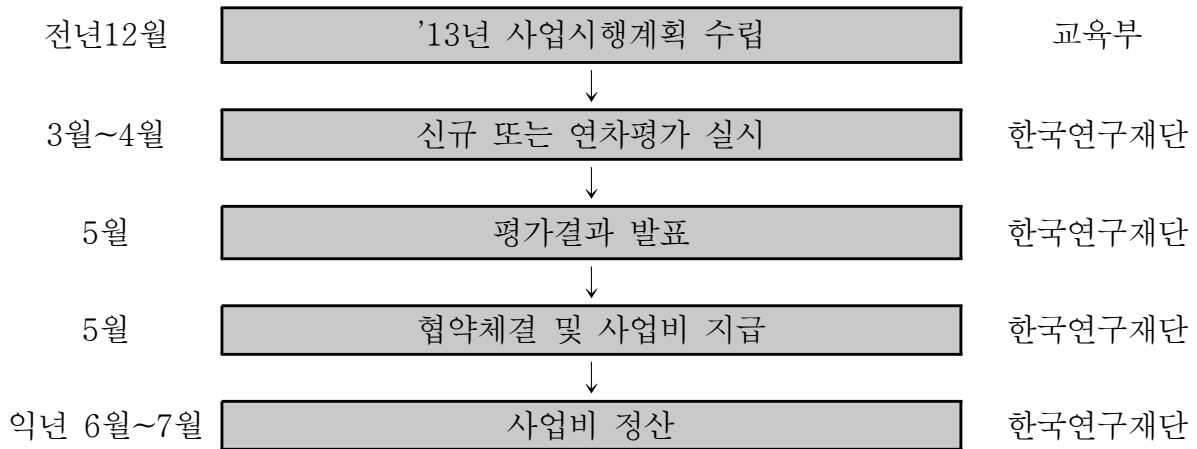 전년12월 '13년 사업시행계획 수립 교육부
↓
3월~4월 신규 또는 연차평가 실시 한국연구재단
↓
5월 평가결과 발표 한국연구재단
↓
5월 협약체결 및 사업비 지급 한국연구재단
↓
익년 6월~7월 사업비 정산 한국연구재단